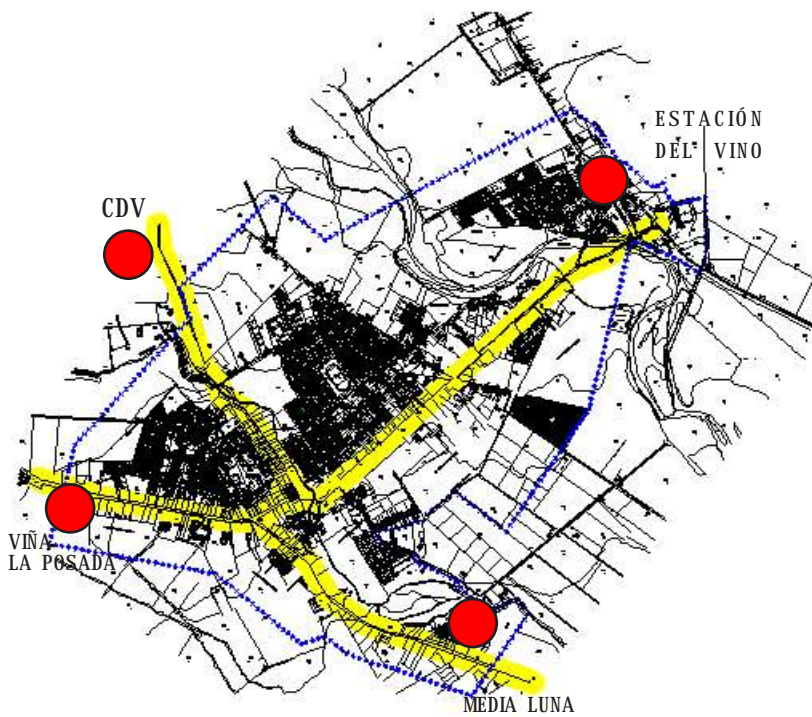 ESTACIÓN
DEL VINO
CDV
VIÑA
LA POSADA
MEDIA LUNA